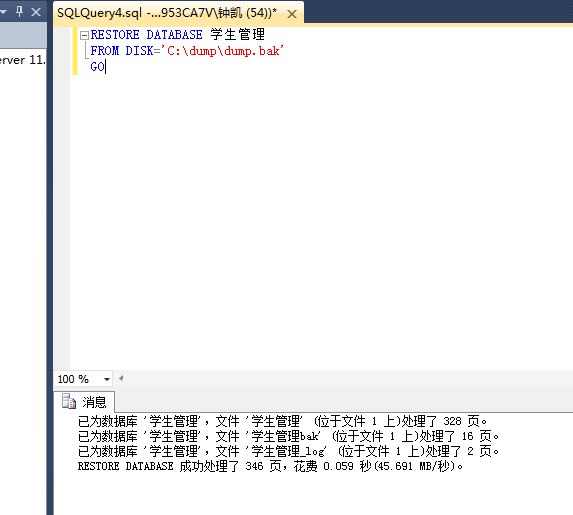 SQLQuery4.sql -...953CA7V\钟凯 (54))*
erver 11.
RESTORE DATABASE 学生管理
FROM DISK='C:\dump\dump.bak'
GO
100 %
消息
已为数据库 '学生管理'，文件 '学生管理' (位于文件 1 上)处理了 328 页。
已为数据库 '学生管理'，文件 '学生管理bak' (位于文件 1 上)处理了 16 页。
已为数据库 '学生管理'，文件 '学生管理_log' (位于文件 1 上)处理了 2 页。
RESTORE DATABASE 成功处理了 346 页，花费 0.059 秒(45.691 MB/秒)。